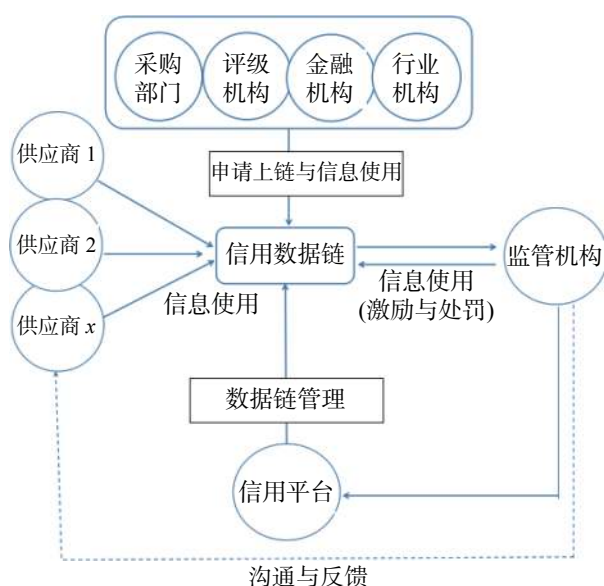 采购
部门
评级
机构
金融
机构
行业
机构
申请上链与信息使用
供应商 1
供应商 2
供应商 x
信用数据链
监管机构
信息使用
信息使用
(激励与处罚)
数据链管理
信用平台
沟通与反馈